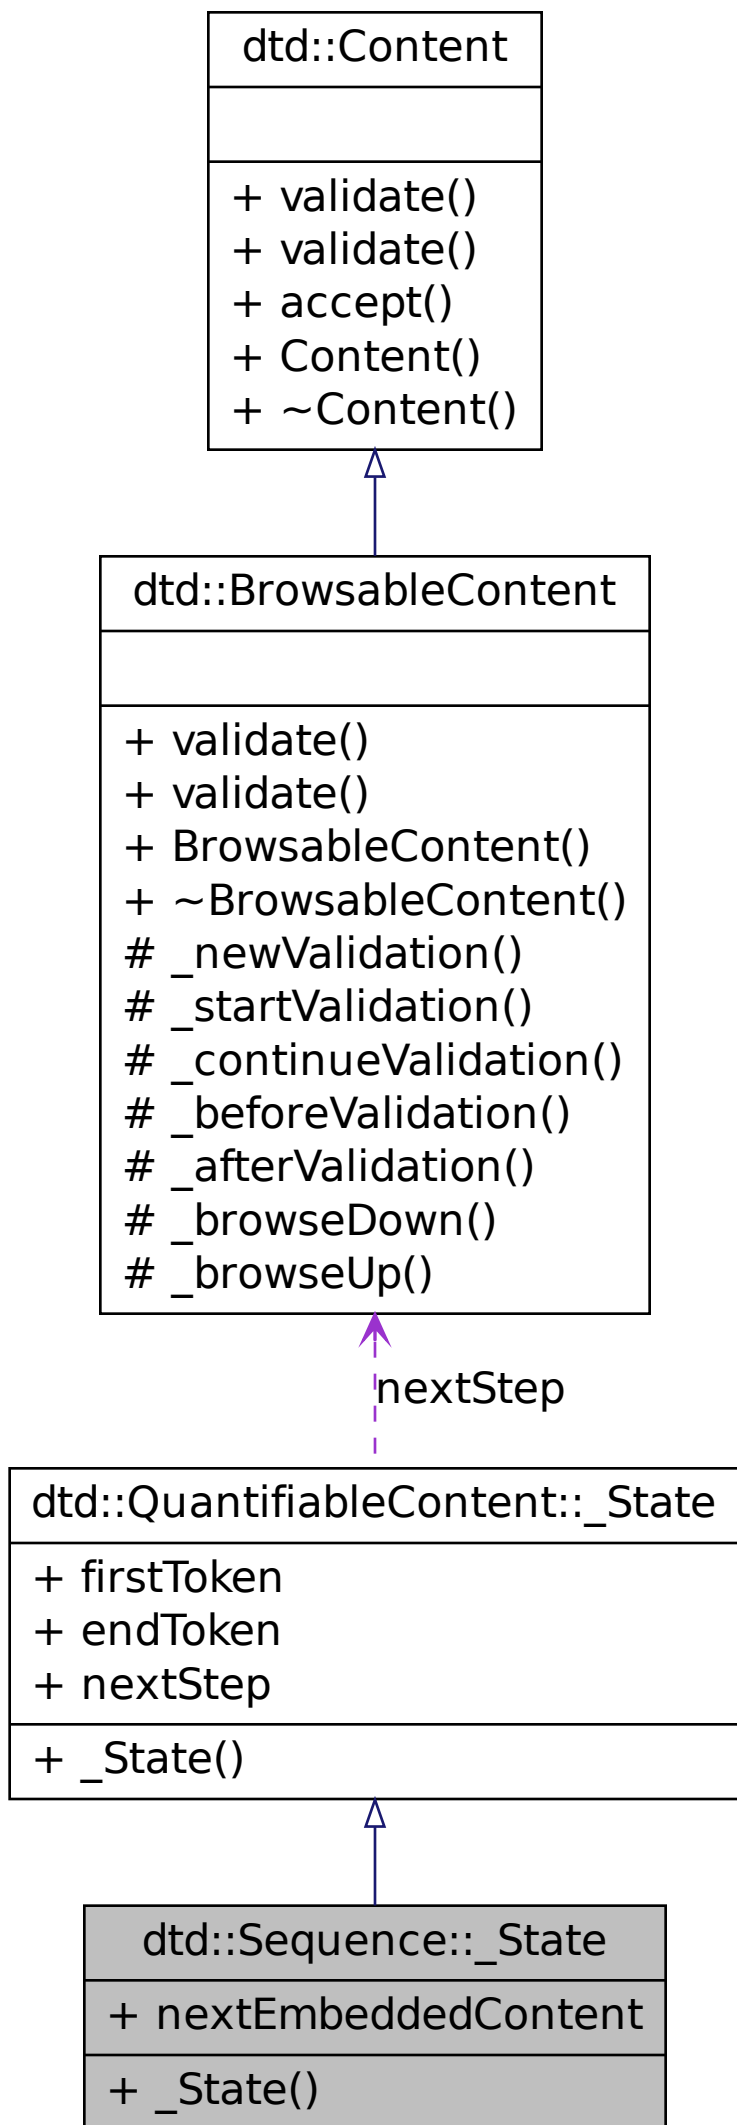 dtd::Content
+ validate()
+ validate()
+ accept()
+ Content()
+ ~Content()
dtd::BrowsableContent
+ validate()
+ validate()
+ BrowsableContent()
+ ~BrowsableContent()
# _newValidation()
# _startValidation()
# _continueValidation()
# _beforeValidation()
# _afterValidation()
# _browseDown()
# _browseUp()
nextStep
dtd::QuantifiableContent::_State
+ firstToken
+ endToken
+ nextStep
+ _State()
dtd::Sequence::_State
+ nextEmbeddedContent
+ _State()